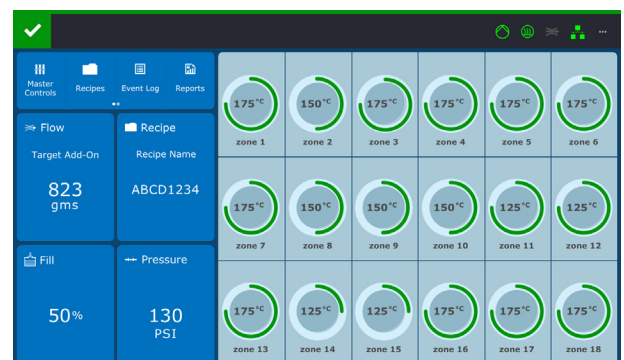 Master
Controls
Recipes
Event Log
Reports
Flow
Target Add-On
823
gms
Recipe
Recipe Name
ABCD1234
Fill
50%
Pressure
130
PSI
175°C
150°C
175°C
175°C
175°C
175°C
zone 1
zone 2
zone 3
zone 4
zone 5
zone 6
175°C
150°C
150°C
150°C
125°C
125°C
zone 7
zone 8
zone 9
zone 10
zone 11
zone 12
175°C
125°C
125°C
175°C
175°C
175°C
zone 13
zone 14
zone 15
zone 16
zone 17
zone 18